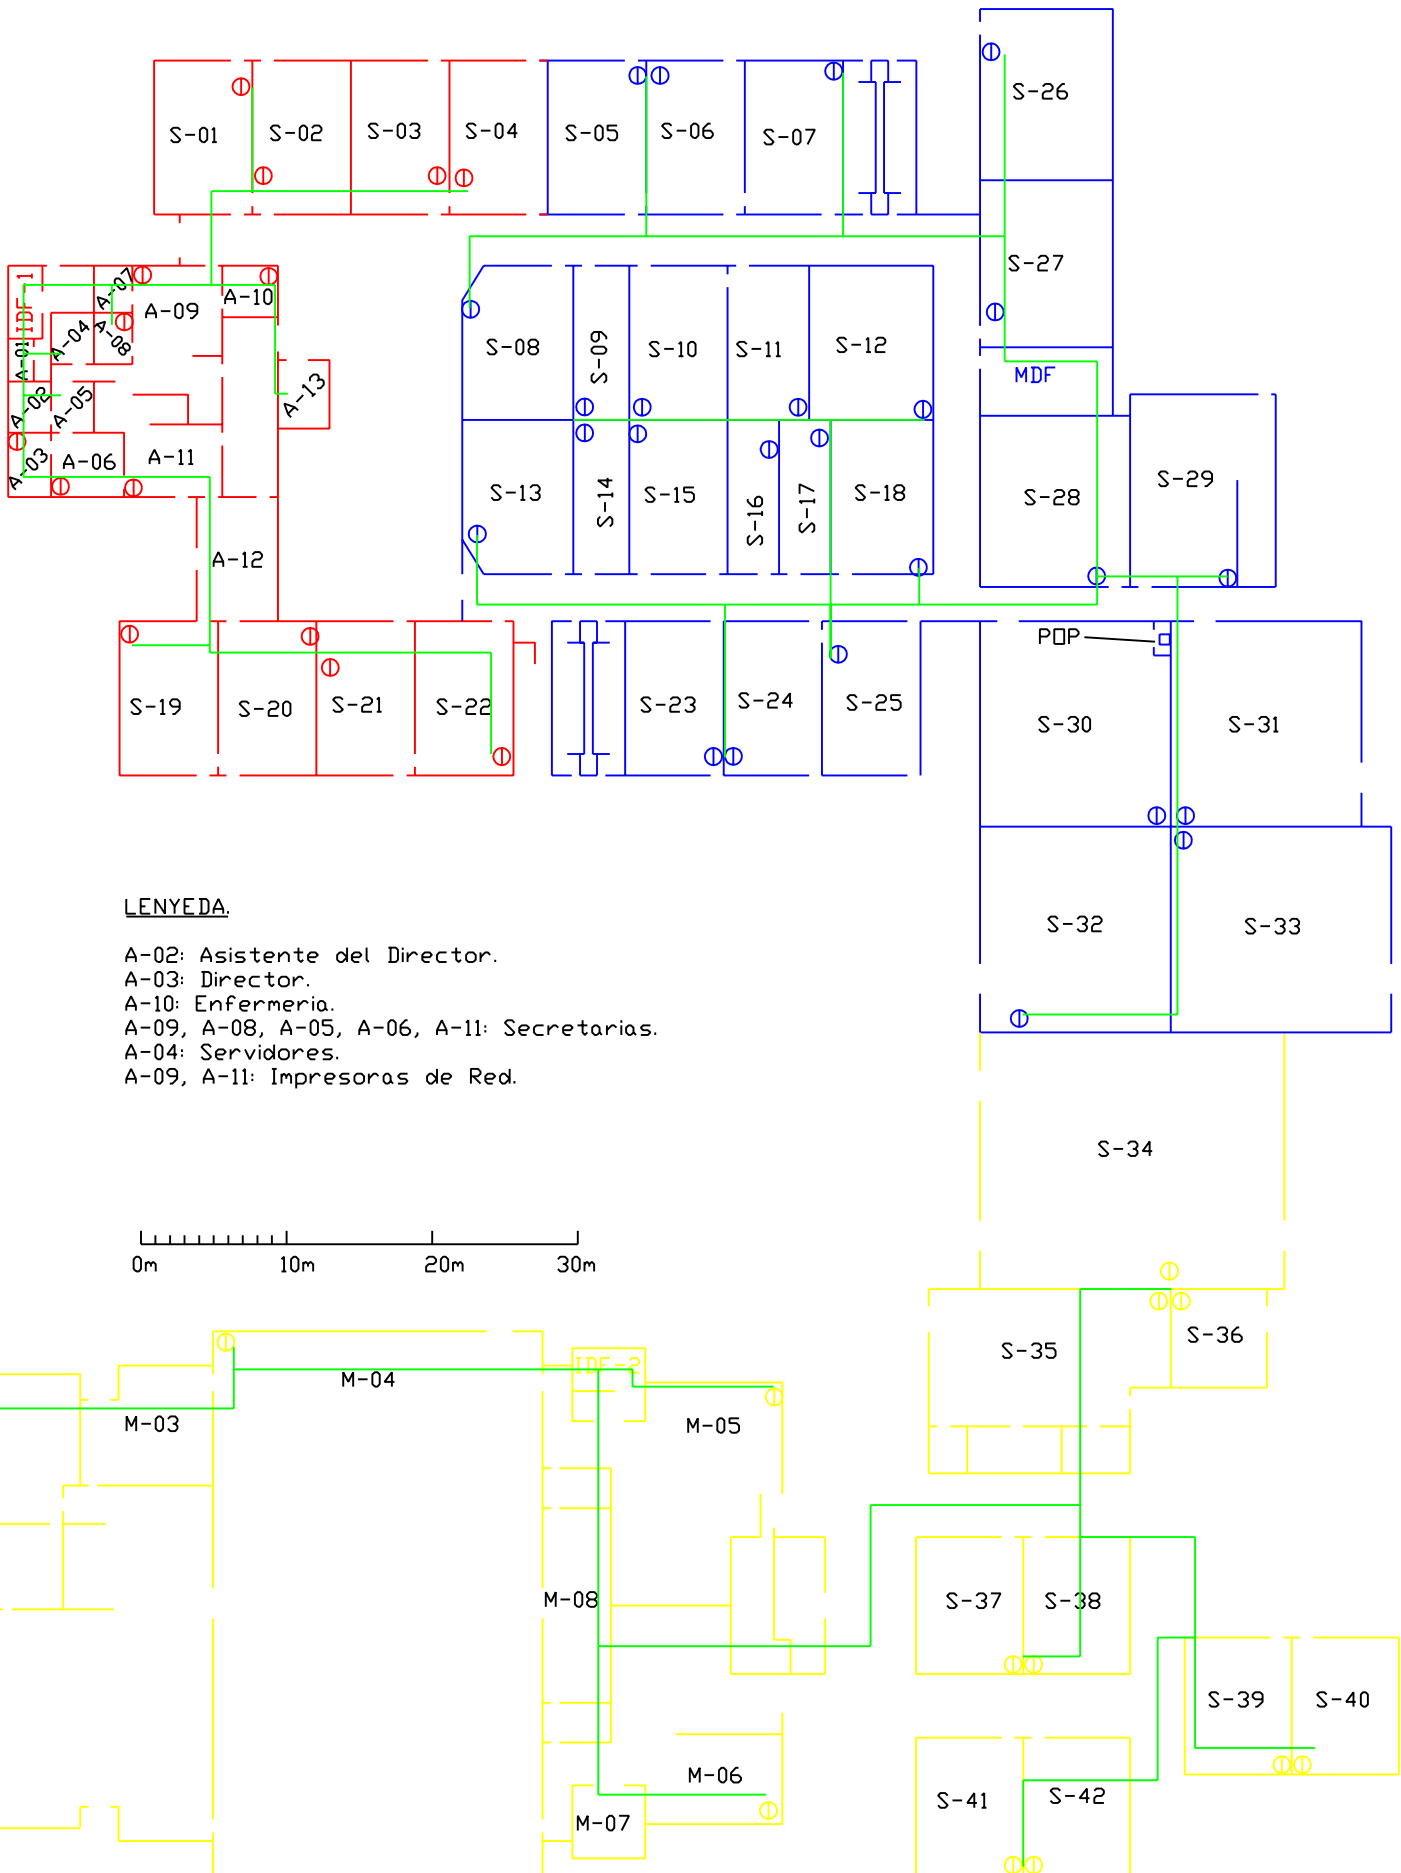 S-26
S-01
S-02
S-03
S-04
S-05
S-06
S-07
S-27
IDF-1
A-07
A-09
A-10
A-04
A-08
A-01
S-08
S-09
S-10
S-11
S-12
MDF
A-13
A-02
A-05
A-03
A-06
A-11
S-13
S-14
S-15
S-16
S-17
S-18
S-28
S-29
A-12
POP
S-19
S-20
S-21
S-22
S-23
S-24
S-25
S-30
S-31
LENYEDA.
S-32
S-33
A-02: Asistente del Director.
A-03: Director.
A-10: Enfermeria.
A-09, A-08, A-05, A-06, A-11: Secretarias.
A-04: Servidores.
A-09, A-11: Impresoras de Red.
S-34
0m 10m 20m 30m
S-35
S-36
IDF-2
M-04
M-03
M-05
M-08
S-37
S-38
S-39
S-40
M-06
S-41
S-42
M-07